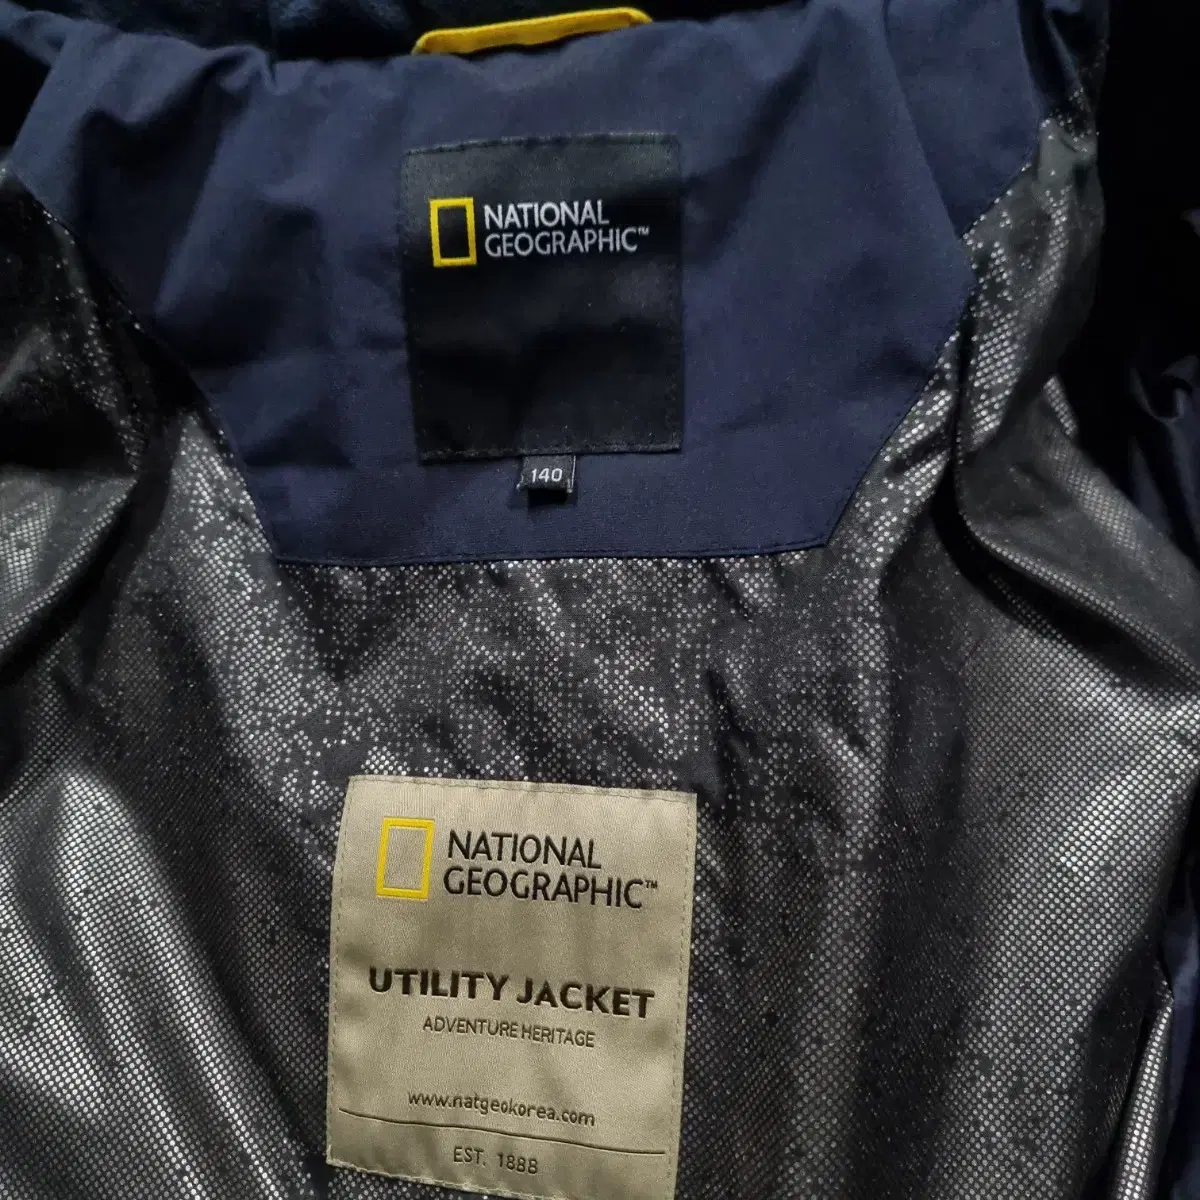 NATIONAL
GEOGRAPHIC™
140
NATIONAL
GEOGRAPHIC™
UTILITY JACKET
ADVENTURE HERITAGE
www.natgeokorea.com
EST. 1888